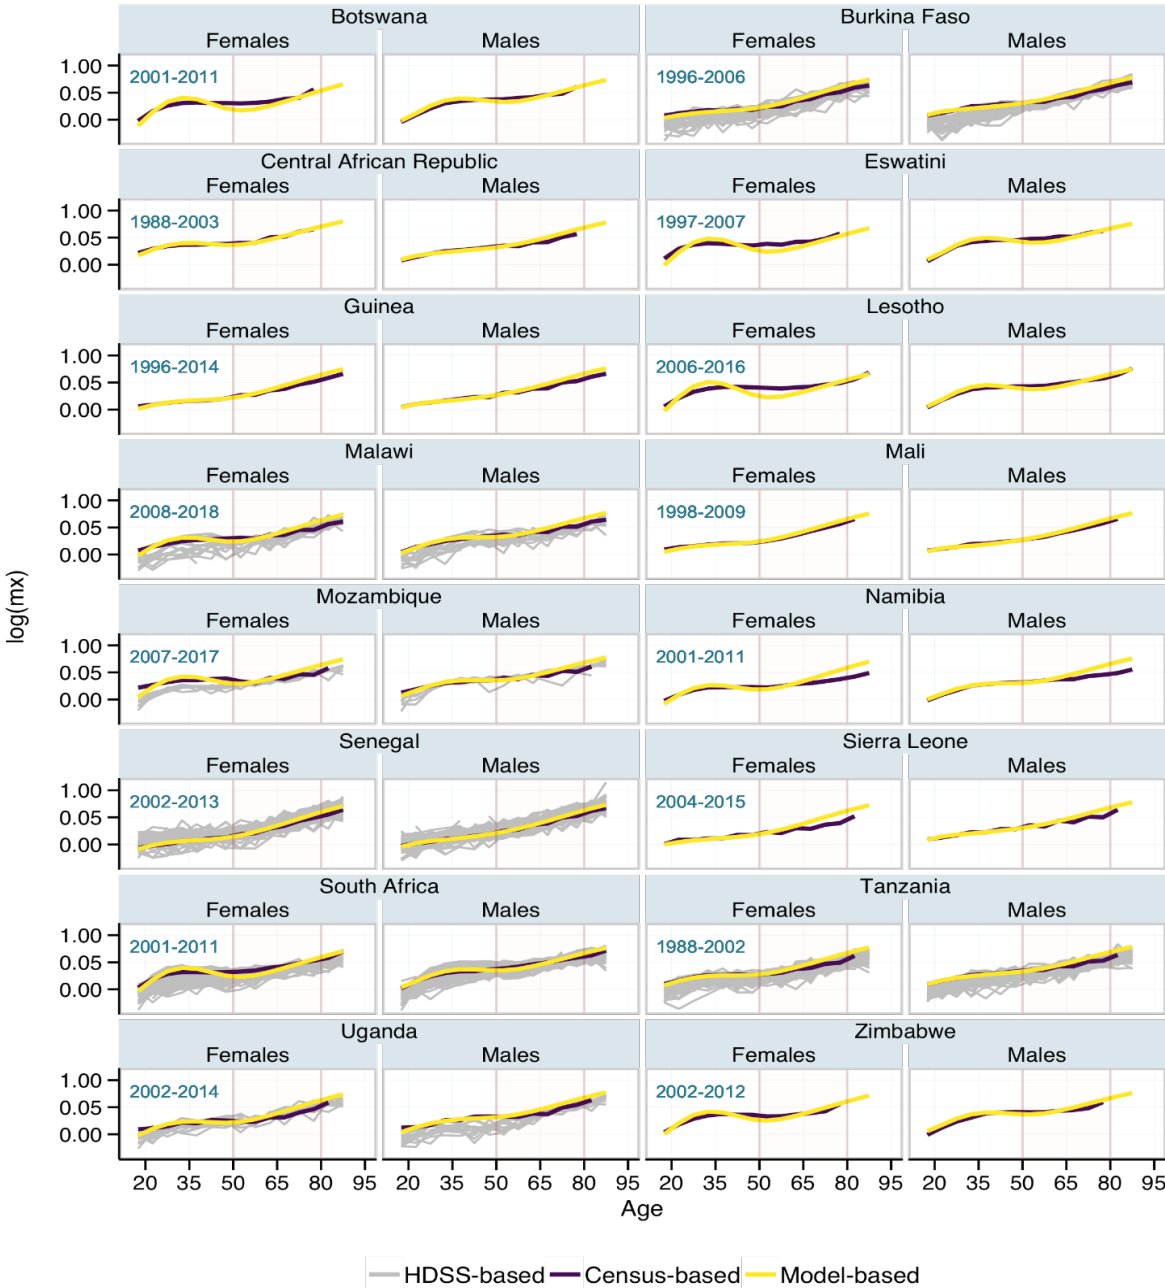 Botswana Burkina Faso
Females Males Females Males
1.00
0.05
0.00
2001-2011 1996-2006
Central African Republic Eswatini
Females Males Females Males
1.00
0.05
0.00
1988-2003 1997-2007
Guinea Lesotho
Females Males Females Males
1.00
0.05
0.00
1996-2014 2006-2016
Malawi Mali
Females Males Females Males
1.00
0.05
0.00
2008-2018 1998-2009
Mozambique Namibia
Females Males Females Males
1.00
0.05
0.00
2007-2017 2001-2011
Senegal Sierra Leone
Females Males Females Males
1.00
0.05
0.00
2002-2013 2004-2015
South Africa Tanzania
Females Males Females Males
1.00
0.05
0.00
2001-2011 1988-2002
Uganda Zimbabwe
Females Males Females Males
1.00
0.05
0.00
2002-2014 2002-2012
log(mx)
20 35 50 65 80 95 20 35 50 65 80 95 20 35 50 65 80 95 20 35 50 65 80 95
Age
HDSS-based Census-based Model-based